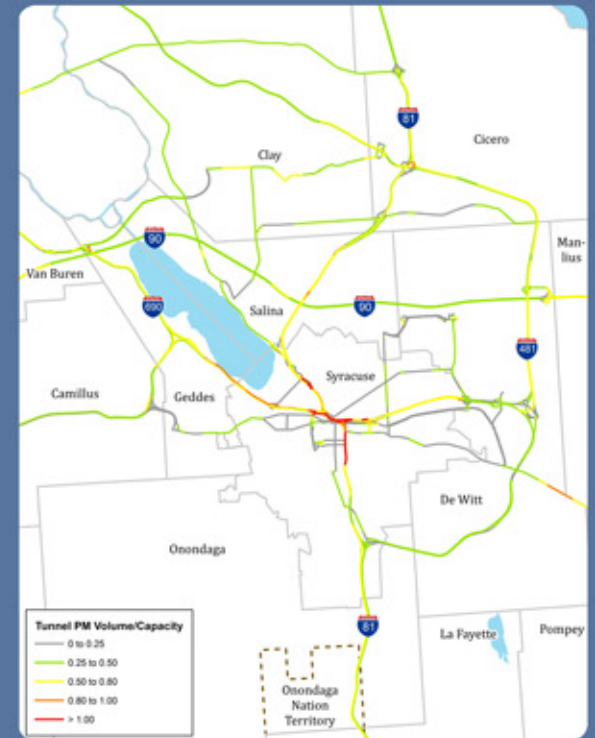 81
Cicero
Clay
90
Man-
lius
Van Buren
690
Salina
90
481
Syracuse
Camillus
Geddes
De Witt
Onondaga
81
La Fayette
Pompey
Onondaga
Nation
Territory
Tunnel PM Volume/Capacity
0 to 0.25
0.25 to 0.50
0.50 to 0.80
0.80 to 1.00
> 1.00